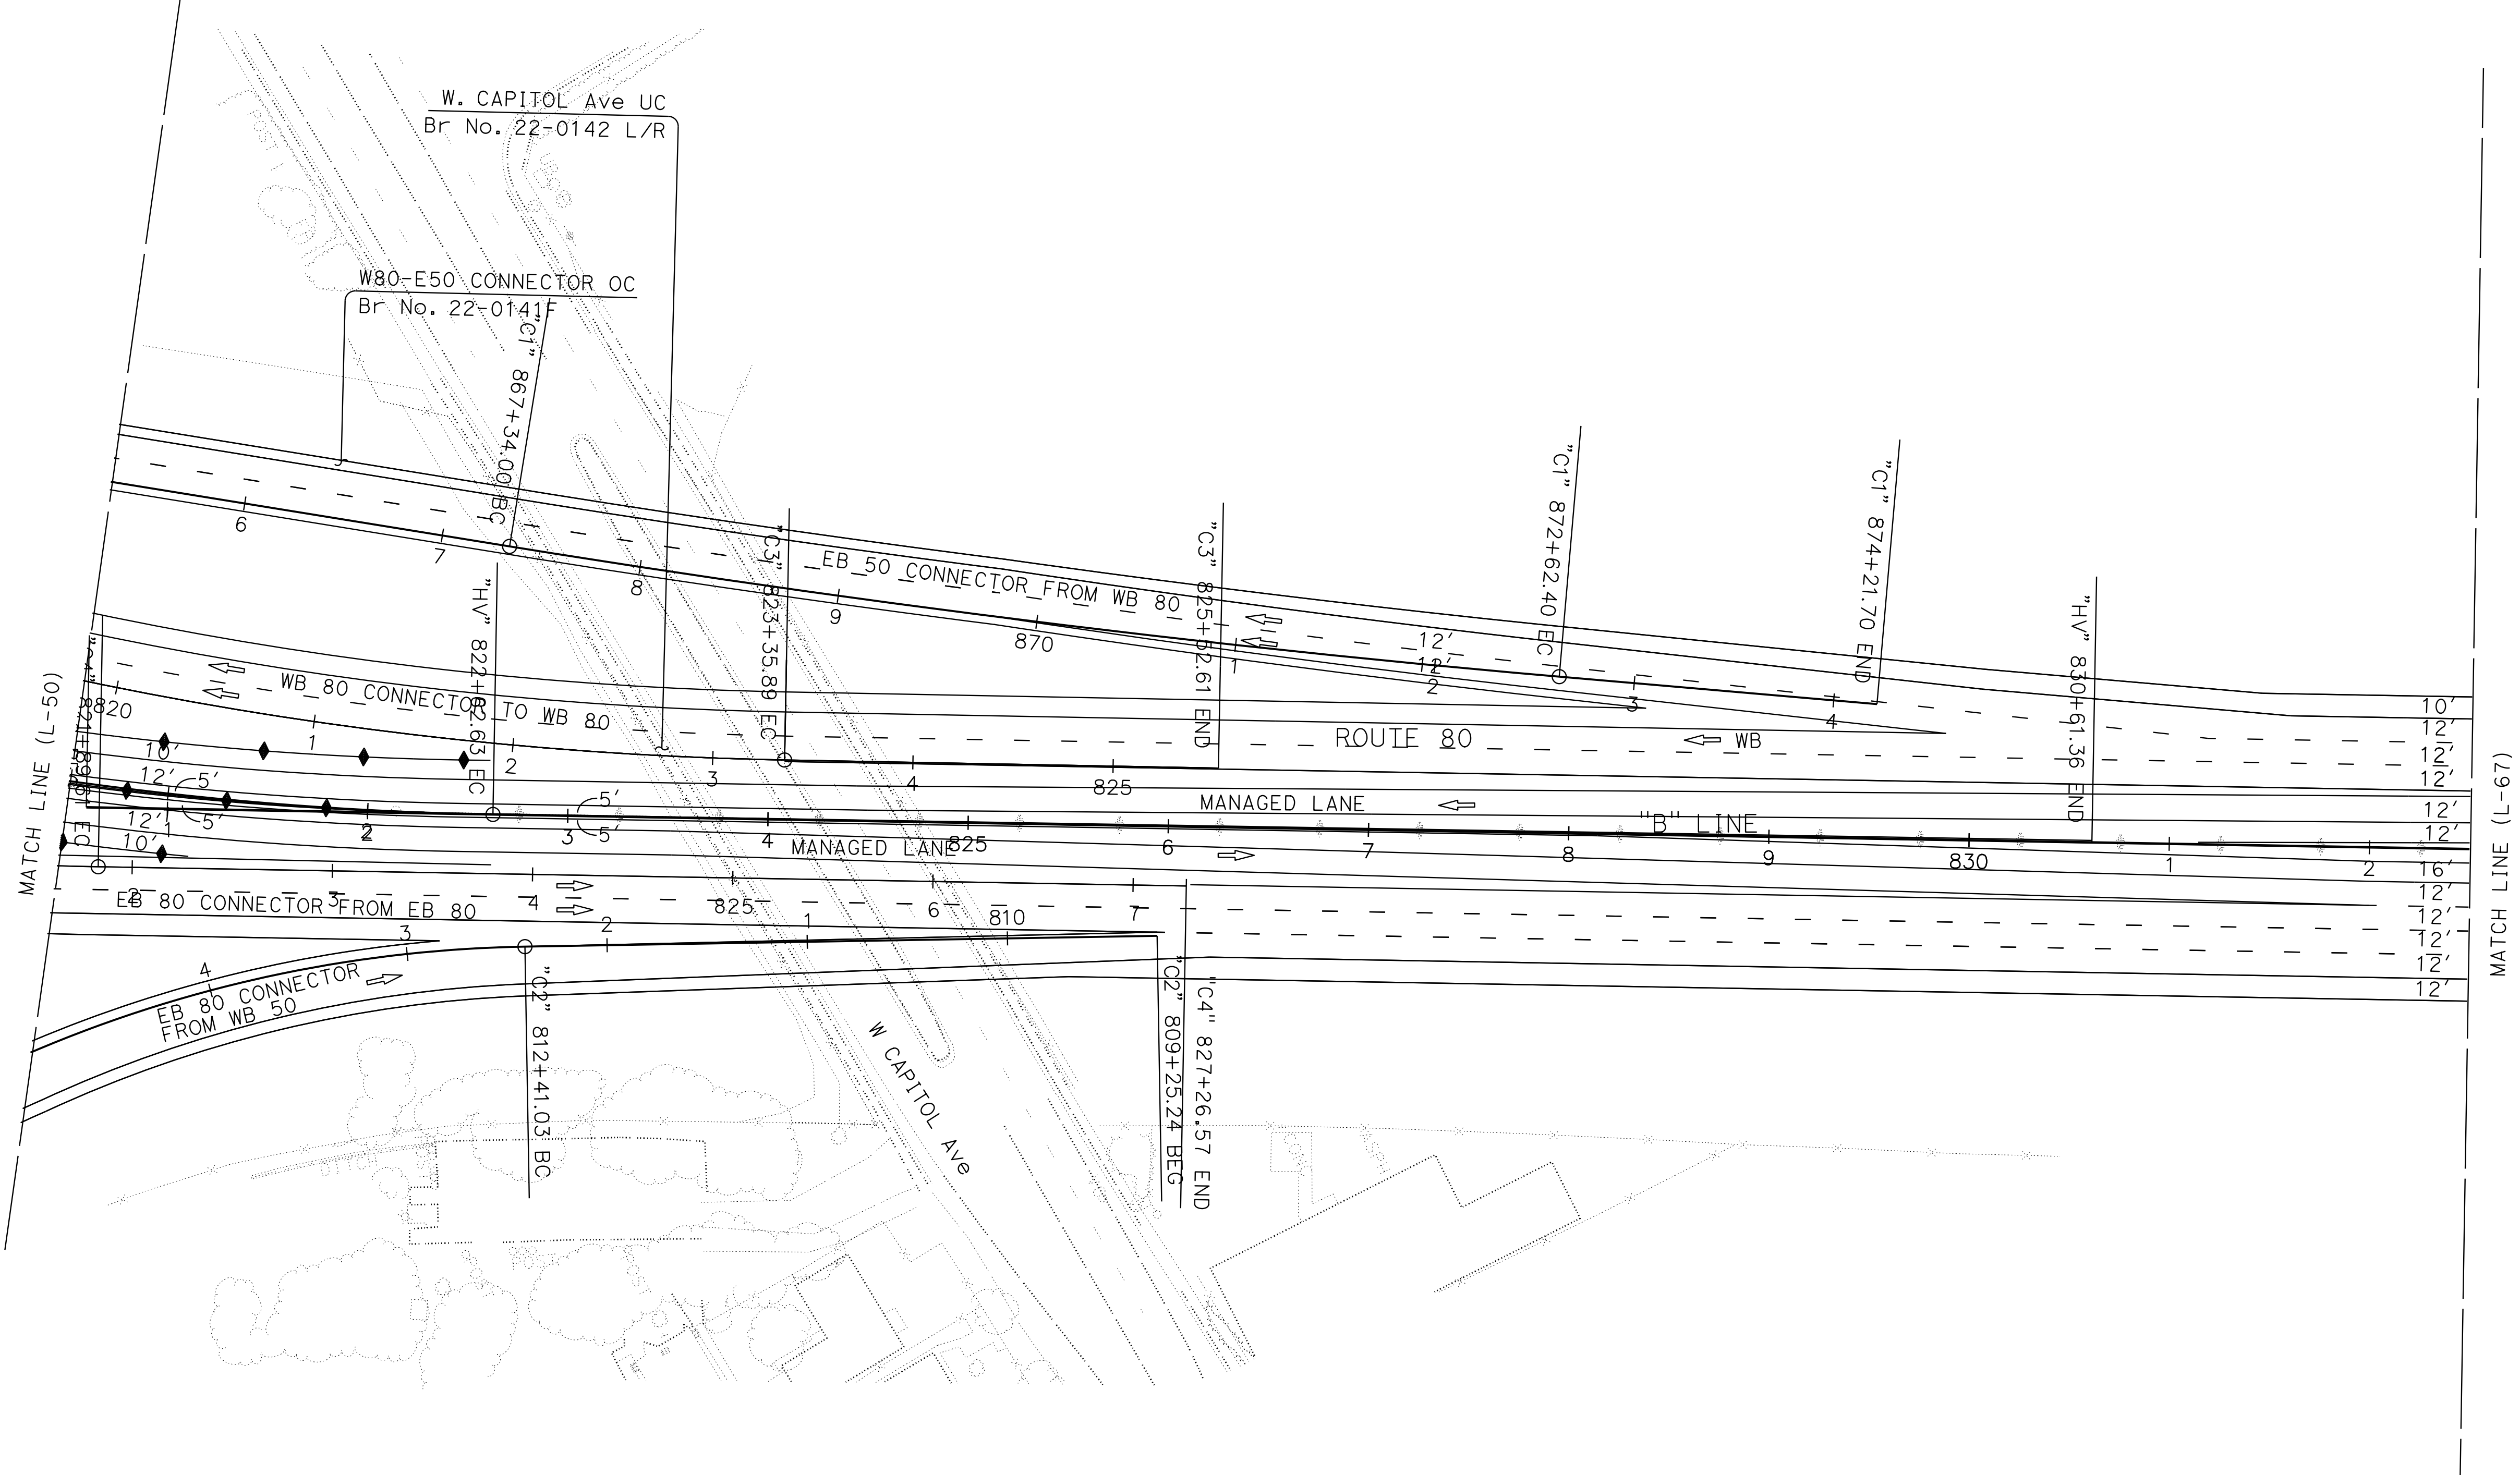 W. CAPITOL Ave UC
Br No. 22-0142 L/R
W80-E50 CONNECTOR OC
Br No. 22-0141F
"C1" 867+34.00 BC
"C3" 823+35.89 EC
"C3" 825+52.61 END
"C1" 872+62.40 EC
"C1" 874+21.70 END
"HV" 822+62.63 EC
"HV" 830+61.36 END
6
7
8
9
870
1
2
3
4
EB 50 CONNECTOR FROM WB 80
12'
12'
WB 80 CONNECTOR TO WB 80
820
1
2
3
4
825
ROUTE 80
WB
MANAGED LANE
"B" LINE
10'
12'
5'
5'
12'
10'
5'
5'
1
2
3
4
825
6
7
8
9
830
1
2
MANAGED LANE
2
3
4
825
6
7
EB 80 CONNECTOR FROM EB 80
4
3
2
1
810
EB 80 CONNECTOR
FROM WB 50
"C2" 812+41.03 BC
"C2" 809+25.24 BEG
"C4" 827+26.57 END
W CAPITOL Ave
DITCH
POST
10'
12'
12'
12'
12'
12'
16'
12'
12'
12'
12'
12'
MATCH LINE (L-50)
MATCH LINE (L-67)